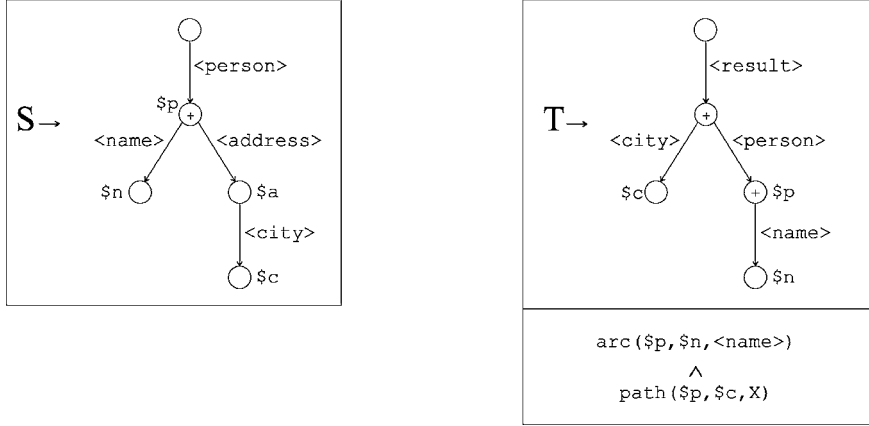 <person>
S→
$p
+
<name>
<address>
$n
$a
<city>
$c
<result>
T→
+
<city>
<person>
$c
+
$p
<name>
$n
arc($p,$n,<name>)
∧
path($p,$c,X)